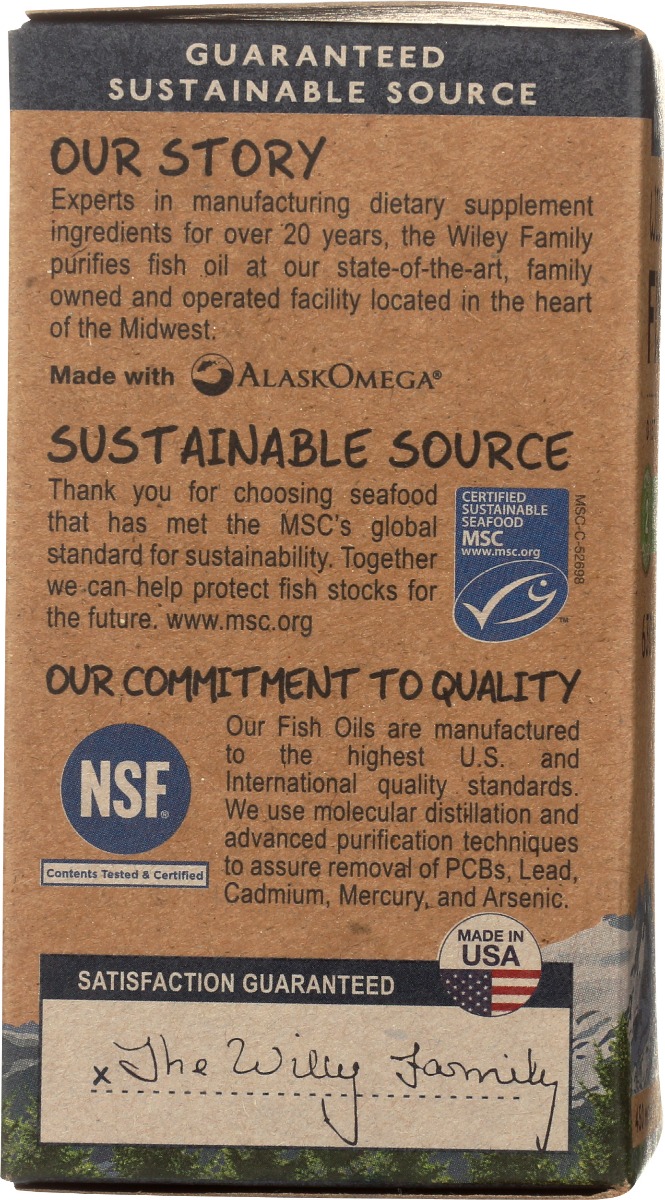 GUARANTEED
SUSTAINABLE SOURCE
OUR STORY
Experts in manufacturing dietary supplement
ingredients for over 20 years, the Wiley Family
purifies fish oil at our state-of-the-art, family
owned and operated facility located in the heart
of the Midwest.
Made with ALASKOMEGA®
SUSTAINABLE SOURCE
Thank you for choosing seafood
that has met the MSC's global
standard for sustainability. Together
we can help protect fish stocks for
the future. www.msc.org
CERTIFIED
SUSTAINABLE
SEAFOOD
MSC
www.msc.org
TM
MSC-C-52698
OUR COMMITMENT TO QUALITY
NSF®
Contents Tested & Certified
Our Fish Oils are manufactured
to the highest U.S. and
International quality standards.
We use molecular distillation and
advanced purification techniques
to assure removal of PCBs, Lead,
Cadmium, Mercury, and Arsenic.
MADE IN
USA
SATISFACTION GUARANTEED
x The Wiley Family